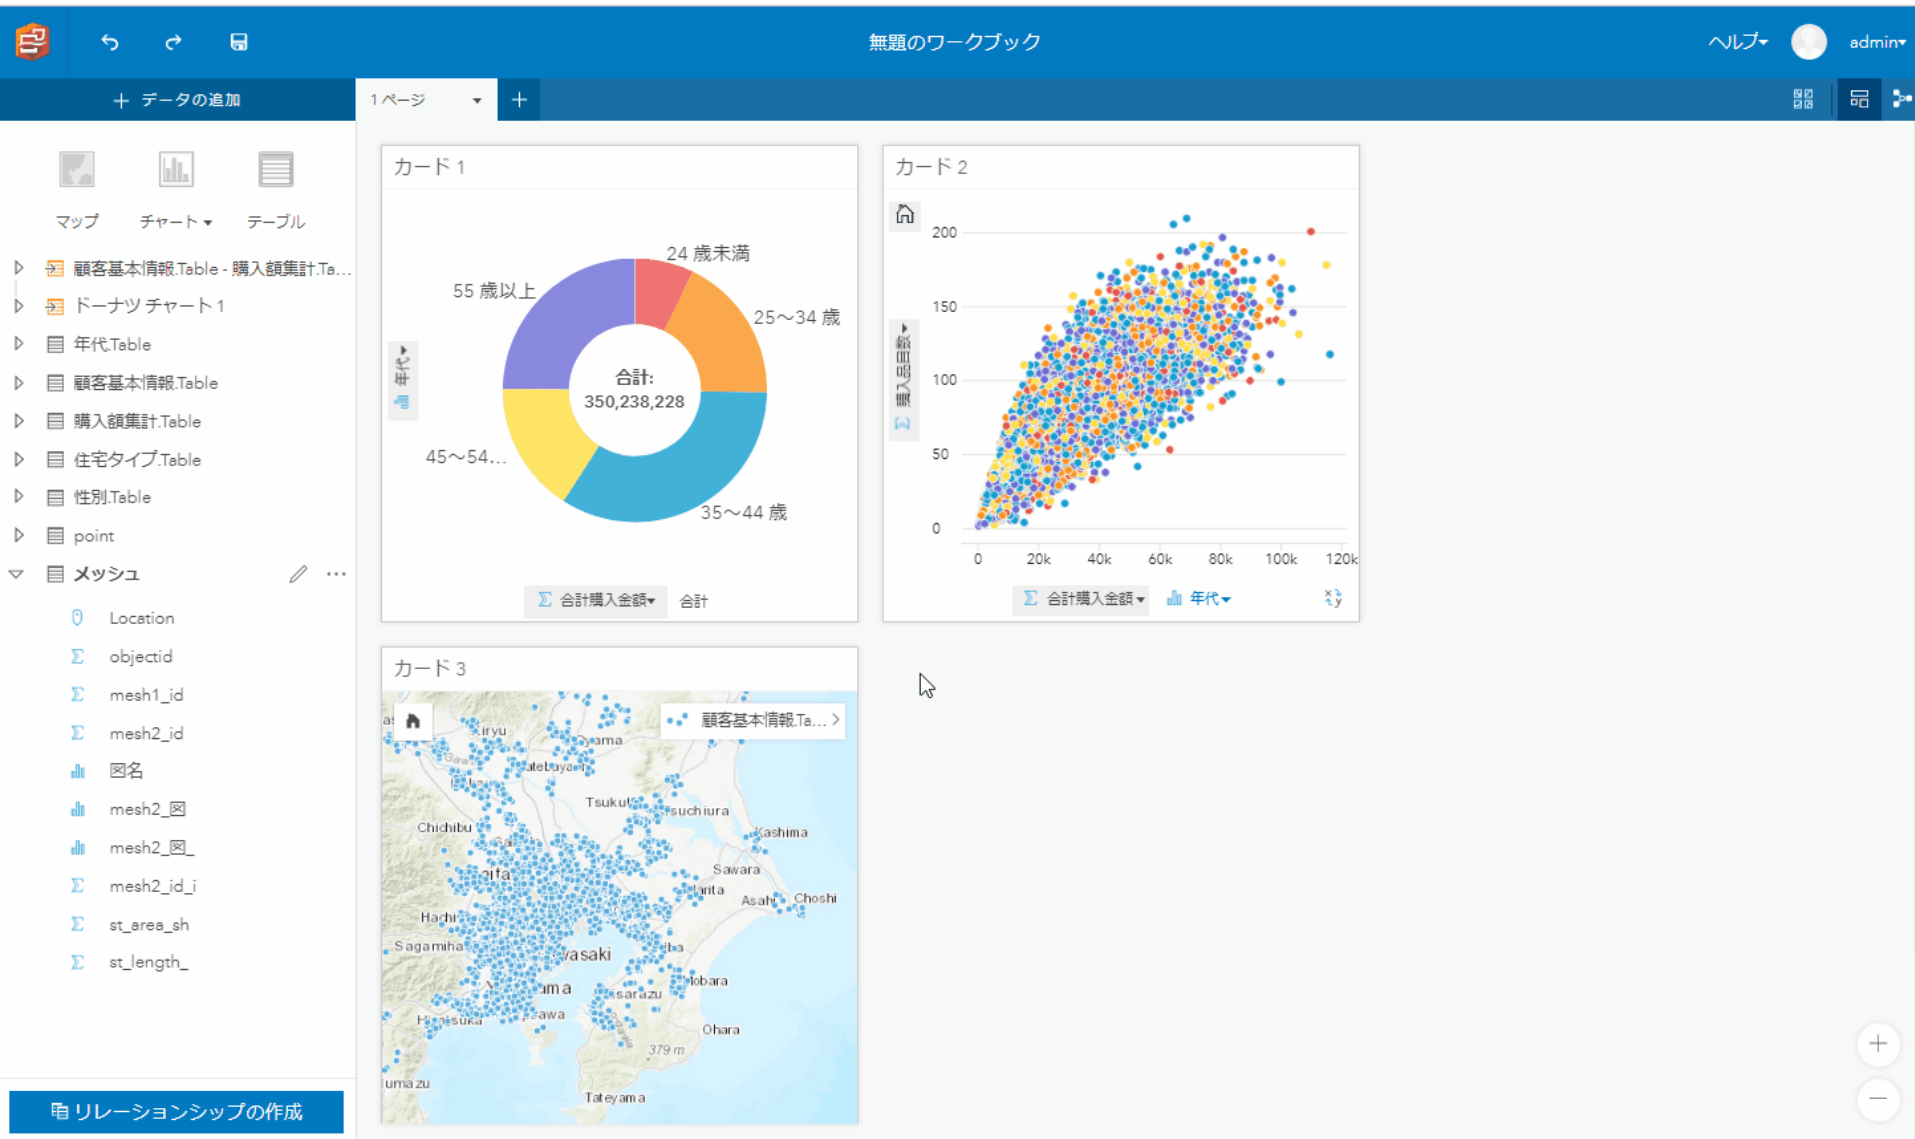 無題のワークブック
ヘルプ▾
admin▾
＋ データの追加
1 ページ
マップ
チャート▼
テーブル
顧客基本情報.Table - 購入額集計.Ta...
ドーナツ チャート 1
年代.Table
顧客基本情報.Table
購入額集計.Table
住宅タイプ.Table
性別.Table
point
メッシュ
Location
objectid
mesh1_id
mesh2_id
図名
mesh2_図
mesh2_図_
mesh2_id_i
st_area_sh
st_length_
リレーションシップの作成
カード 1
24 歳未満
25～34 歳
35～44 歳
45～54...
55 歳以上
合計:
350,238,228
年代▾
Σ 合計購入金額▾
合計
カード 2
200
150
100
50
0
0 20k 40k 60k 80k 100k 120k
Σ 購入品目数▾
Σ 合計購入金額▾
年代▾
x y
カード 3
顧客基本情報.Ta... >
Chichibu
Kashima
Sawara
Choshi
Sagamiha
wasaki
sarazu
Ohara
379 m
umazu
Tateyama